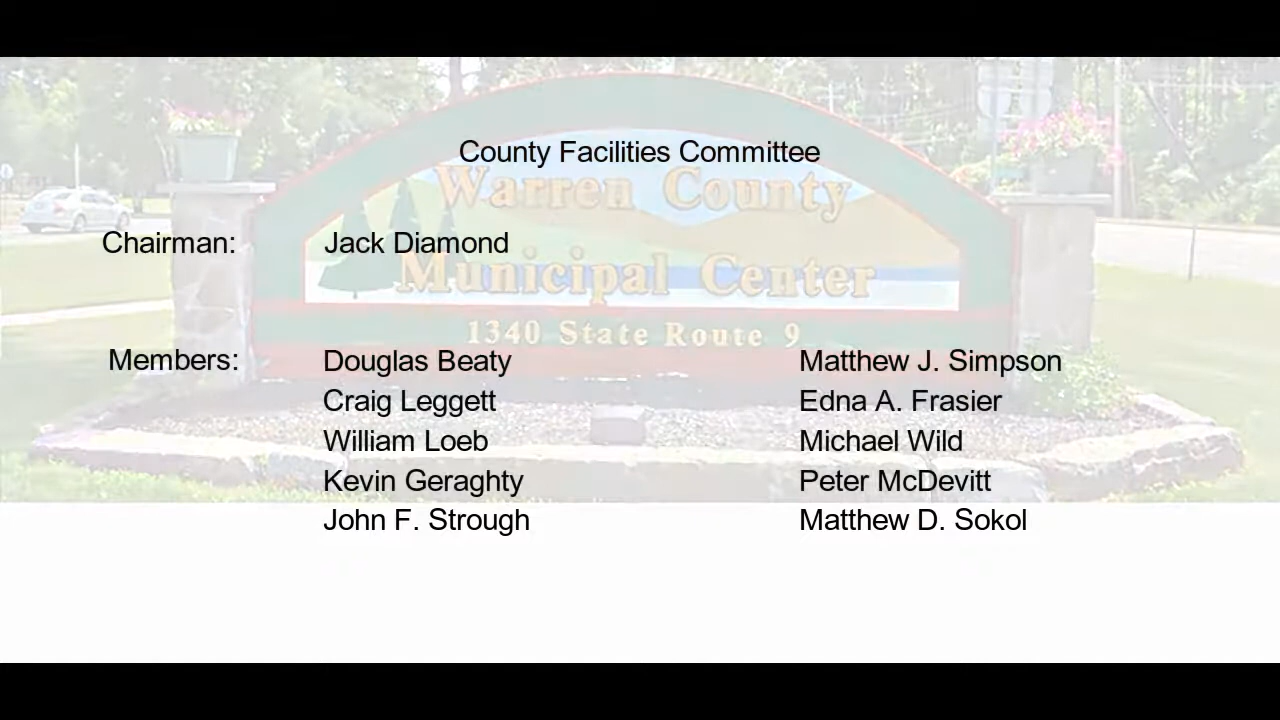 County Facilities Committee
Warren County
Chairman: Jack Diamond
Municipal Center
1340 State Route 9
Members: Douglas Beaty Matthew J. Simpson
Craig Leggett Edna A. Frasier
William Loeb Michael Wild
Kevin Geraghty Peter McDevitt
John F. Strough Matthew D. Sokol